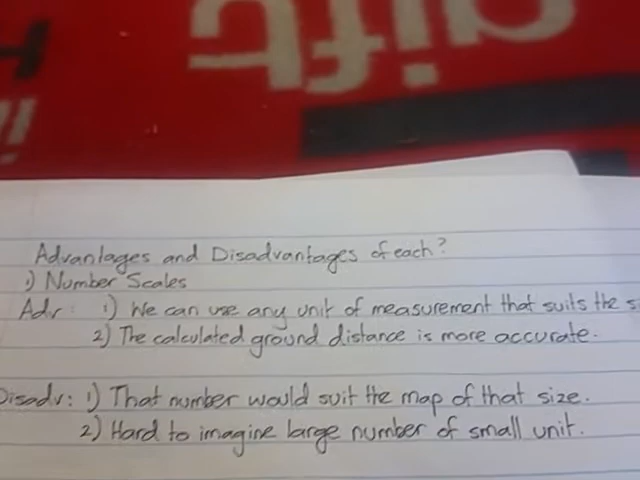 gift
Advantages and Disadvantages of each?
1) Number Scales
Adv: 1) We can use any unit of measurement that suits the s
2) The calculated ground distance is more accurate.
Disadv: 1) That number would suit the map of that size.
2) Hard to imagine large number of small unit.